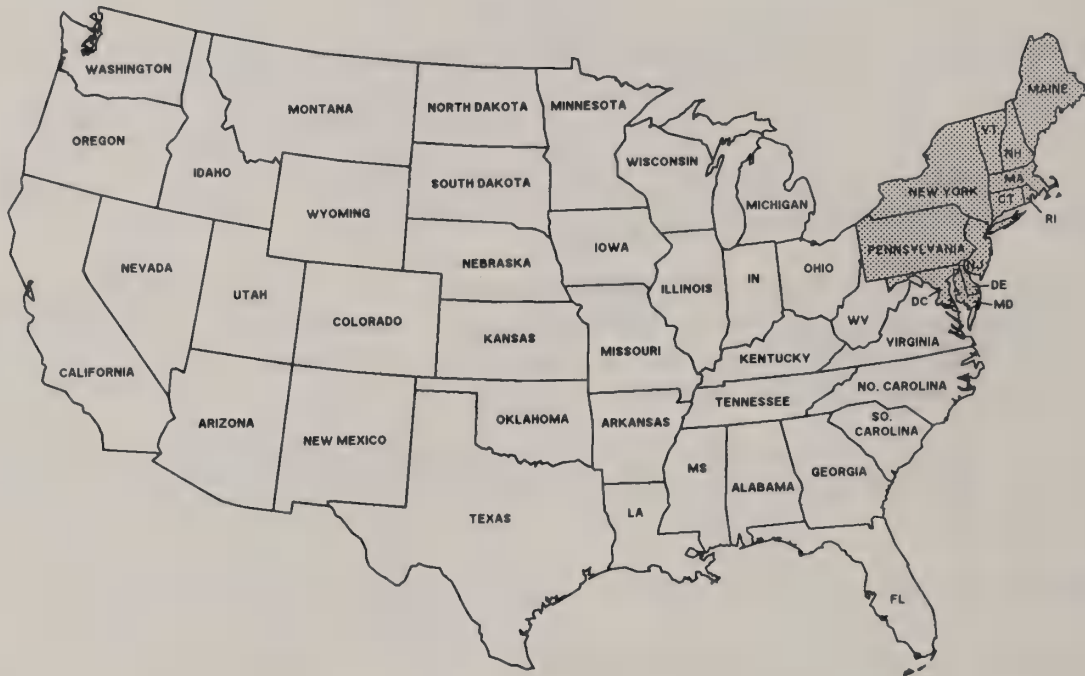 WASHINGTON
MONTANA
NORTH DAKOTA
MINNESOTA
MAINE
OREGON
IDAHO
VT
NH
WISCONSIN
SOUTH DAKOTA
MICHIGAN
NEW YORK
MA
CT
RI
WYOMING
IOWA
PENNSYLVANIA
NEVADA
NEBRASKA
OHIO
NJ
UTAH
ILLINOIS
IN
DE
DC
MD
COLORADO
WV
KANSAS
VIRGINIA
MISSOURI
KENTUCKY
CALIFORNIA
NO. CAROLINA
TENNESSEE
ARIZONA
OKLAHOMA
ARKANSAS
SO.
CAROLINA
NEW MEXICO
MS
GEORGIA
ALABAMA
TEXAS
LA
FL